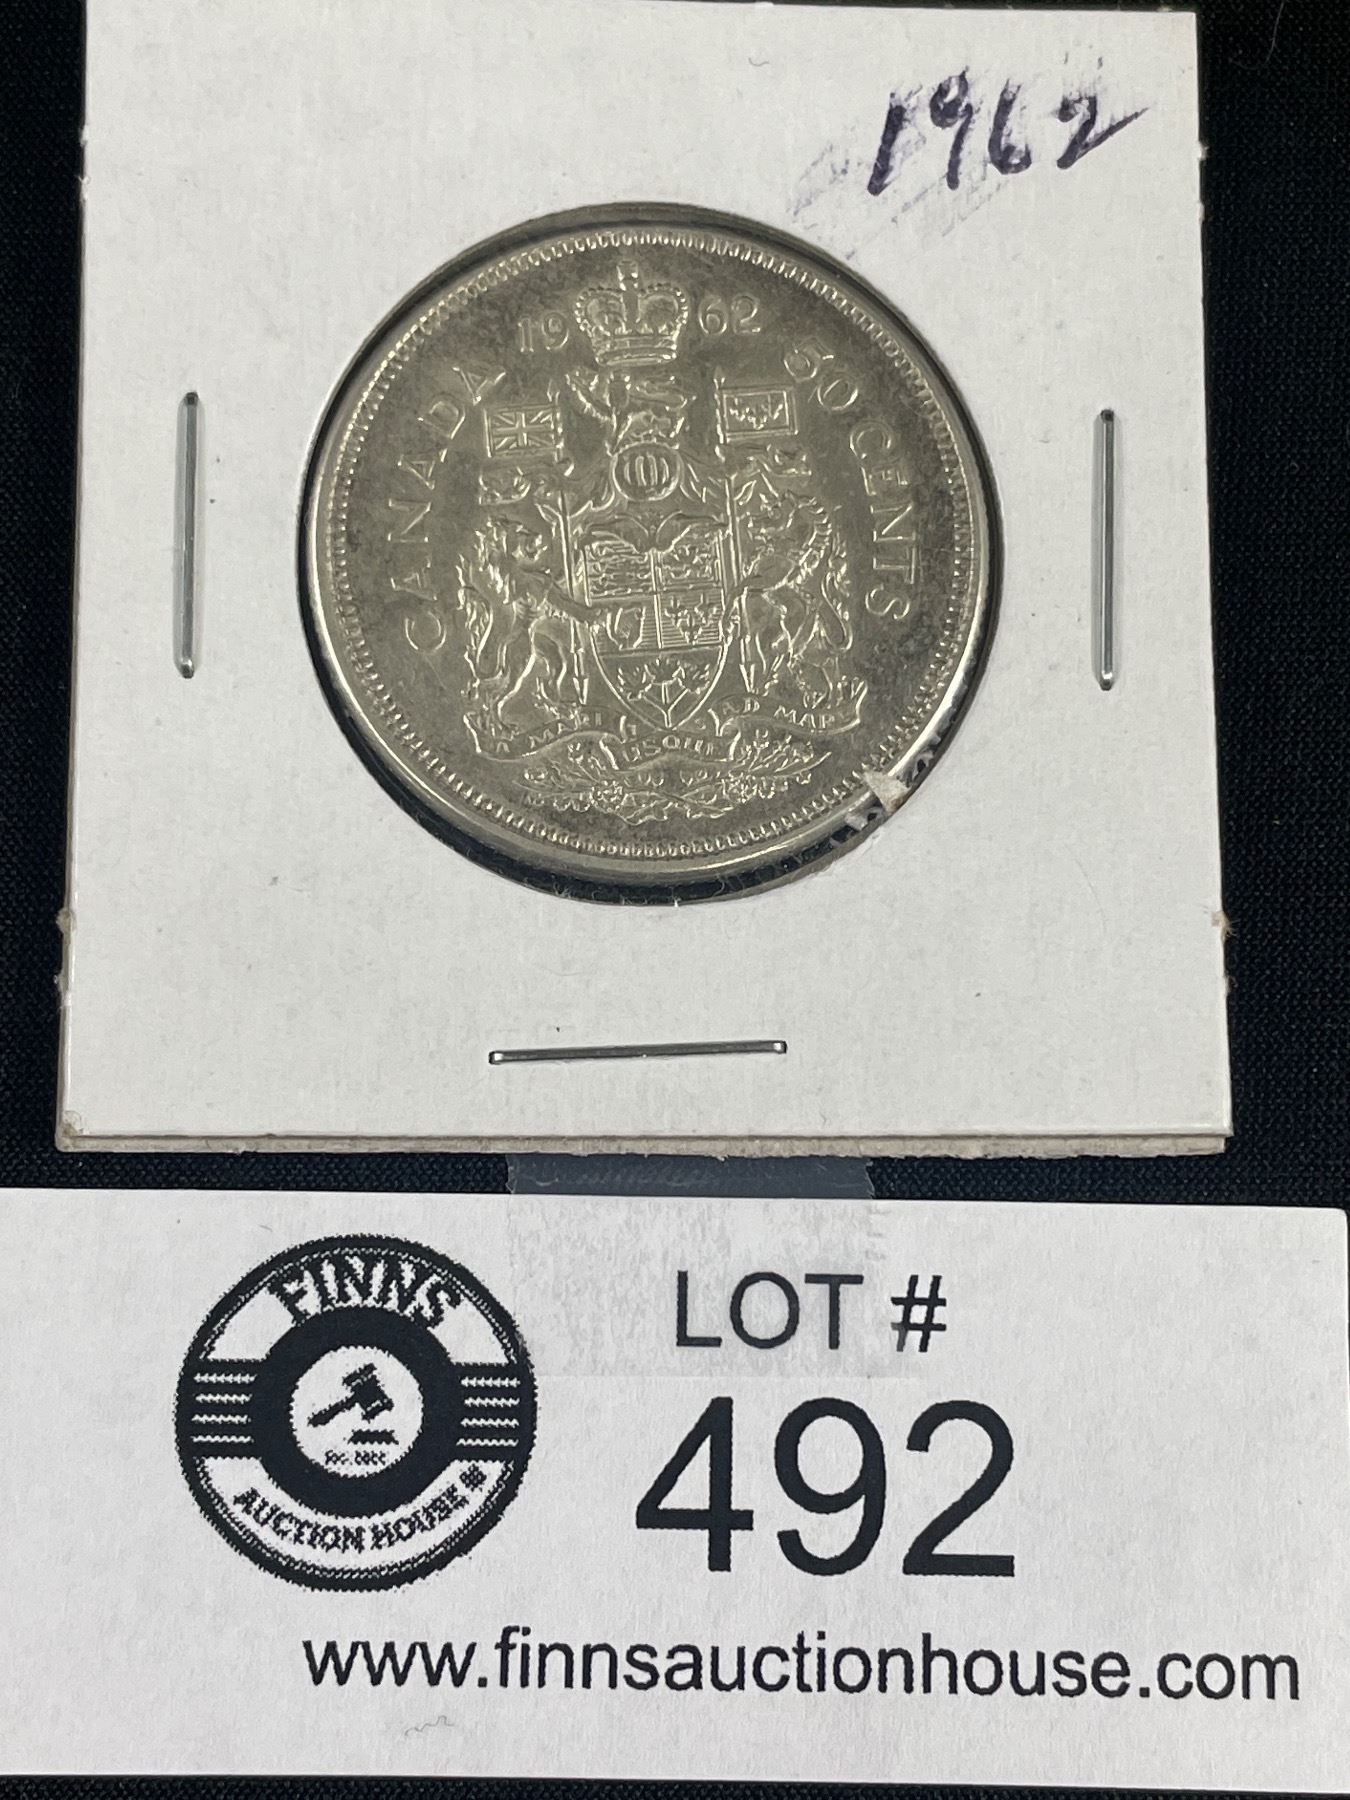 1962
1962
CANADA
50 CENTS
A MARI USQUE AD MARE
LOT #
FINNS
AUCTION HOUSE
492
www.finnsauctionhouse.com